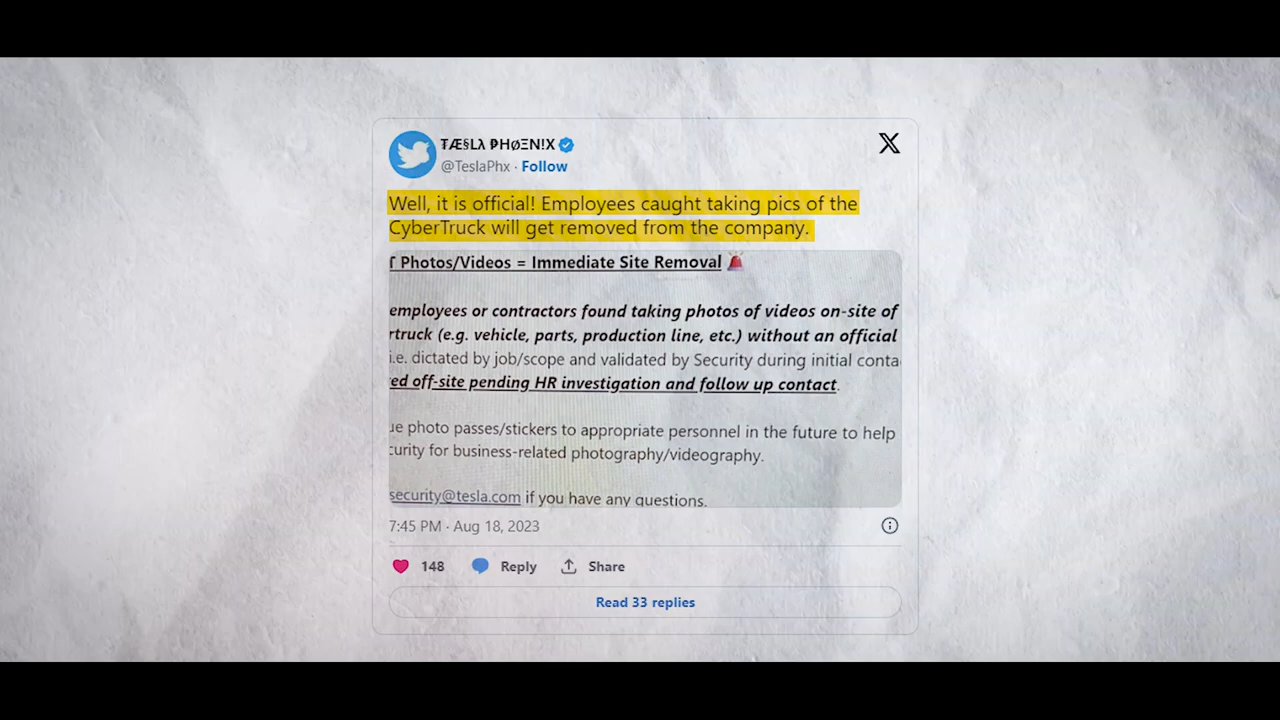 ŦÆ§Lλ ⱣHøΞN!X
@TeslaPhx · Follow
Well, it is official! Employees caught taking pics of the
CyberTruck will get removed from the company.
Photos/Videos = Immediate Site Removal 🚨
employees or contractors found taking photos of videos on-site of
rtruck (e.g. vehicle, parts, production line, etc.) without an official
i.e. dictated by job/scope and validated by Security during initial conta
ed off-site pending HR investigation and follow up contact.
ue photo passes/stickers to appropriate personnel in the future to help
curity for business-related photography/videography.
security@tesla.com if you have any questions.
7:45 PM · Aug 18, 2023
148 Reply Share
Read 33 replies